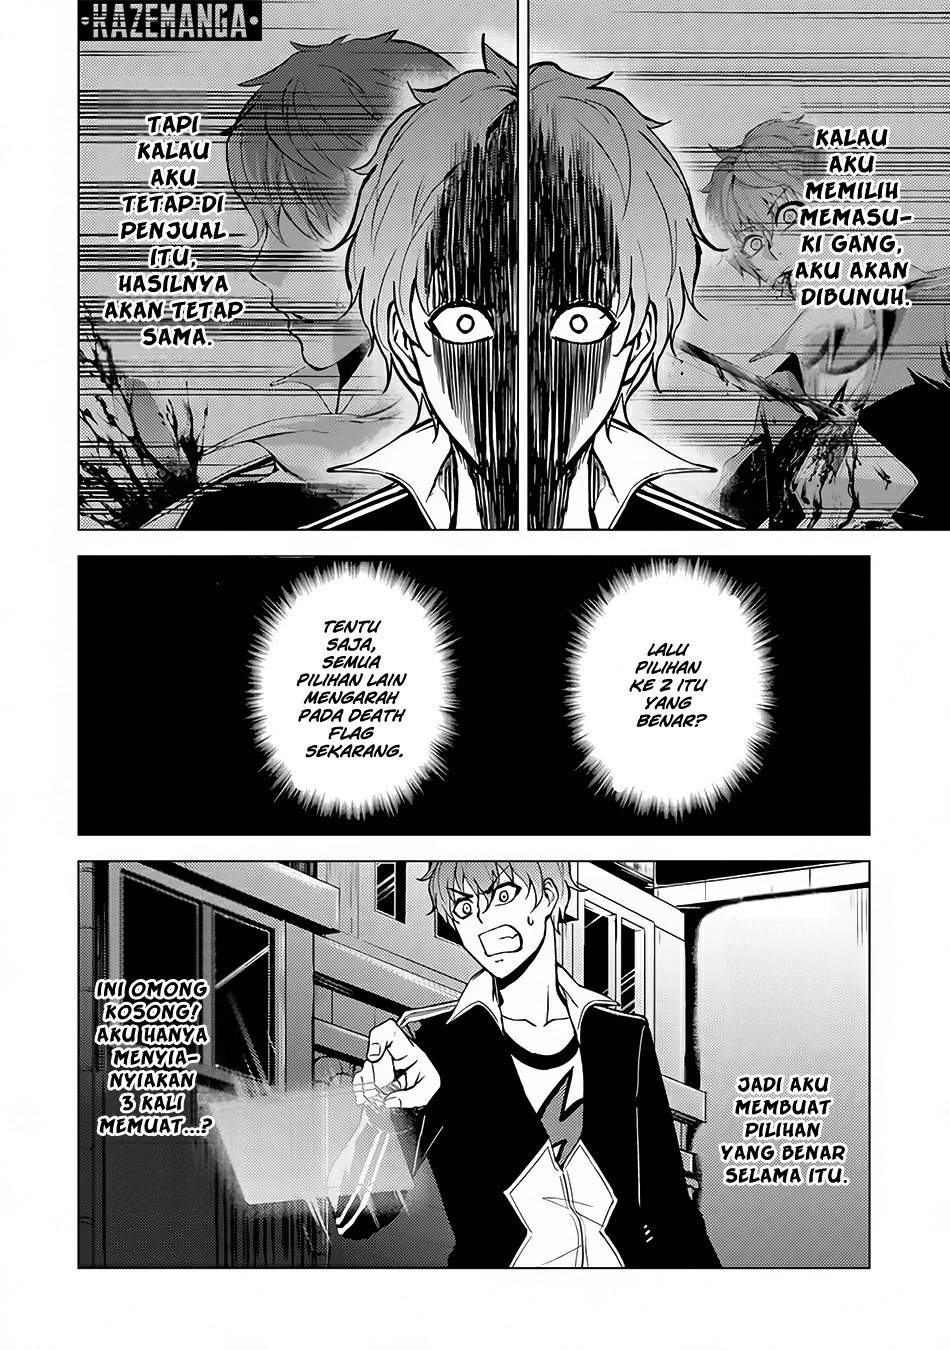 KAZEMANGA
KALAU
AKU
MEMILIH
MEMASU-
KI GANG,
AKU AKAN
DIBUNUH.
TAPI
KALAU
AKU
TETAP DI
PENJUAL
ITU,
HASILNYA
AKAN TETAP
SAMA.
LALU
PILIHAN
KE 2 ITU
YANG
BENAR?
TENTU
SAJA,
SEMUA
PILIHAN LAIN
MENGARAH
PADA DEATH
FLAG
SEKARANG.
JADI AKU
MEMBUAT
PILIHAN
YANG BENAR
SELAMA ITU.
INI OMONG
KOSONG!
AKU HANYA
MENYIA-
NYIAKAN
3 KALI
MEMUAT...?